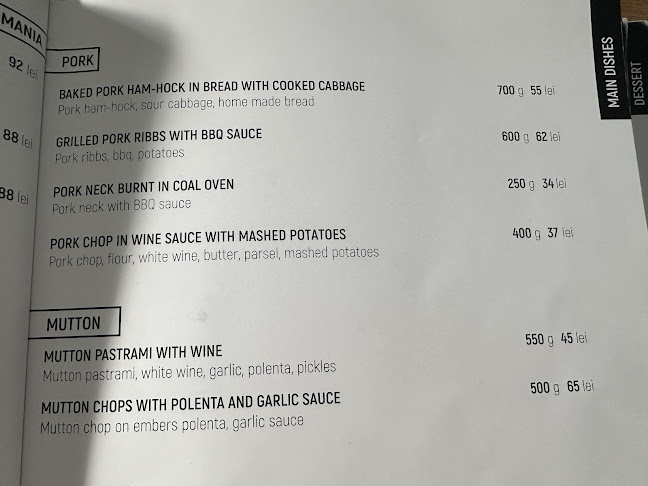 MANIA
92 lei
88 lei
88 lei
PORK
BAKED PORK HAM-HOCK IN BREAD WITH COOKED CABBAGE 700 g 55 lei
Pork ham-hock, sour cabbage, home made bread
GRILLED PORK RIBBS WITH BBQ SAUCE 600 g 62 lei
Pork ribbs, bbq, potatoes
PORK NECK BURNT IN COAL OVEN 250 g 34 lei
Pork neck with BBQ sauce
PORK CHOP IN WINE SAUCE WITH MASHED POTATOES 400 g 37 lei
Pork chop, flour, white wine, butter, parsel, mashed potatoes
MUTTON
MUTTON PASTRAMI WITH WINE 550 g 45 lei
Mutton pastrami, white wine, garlic, polenta, pickles
MUTTON CHOPS WITH POLENTA AND GARLIC SAUCE 500 g 65 lei
Mutton chop on embers polenta, garlic sauce
MAIN DISHES
DESSERT